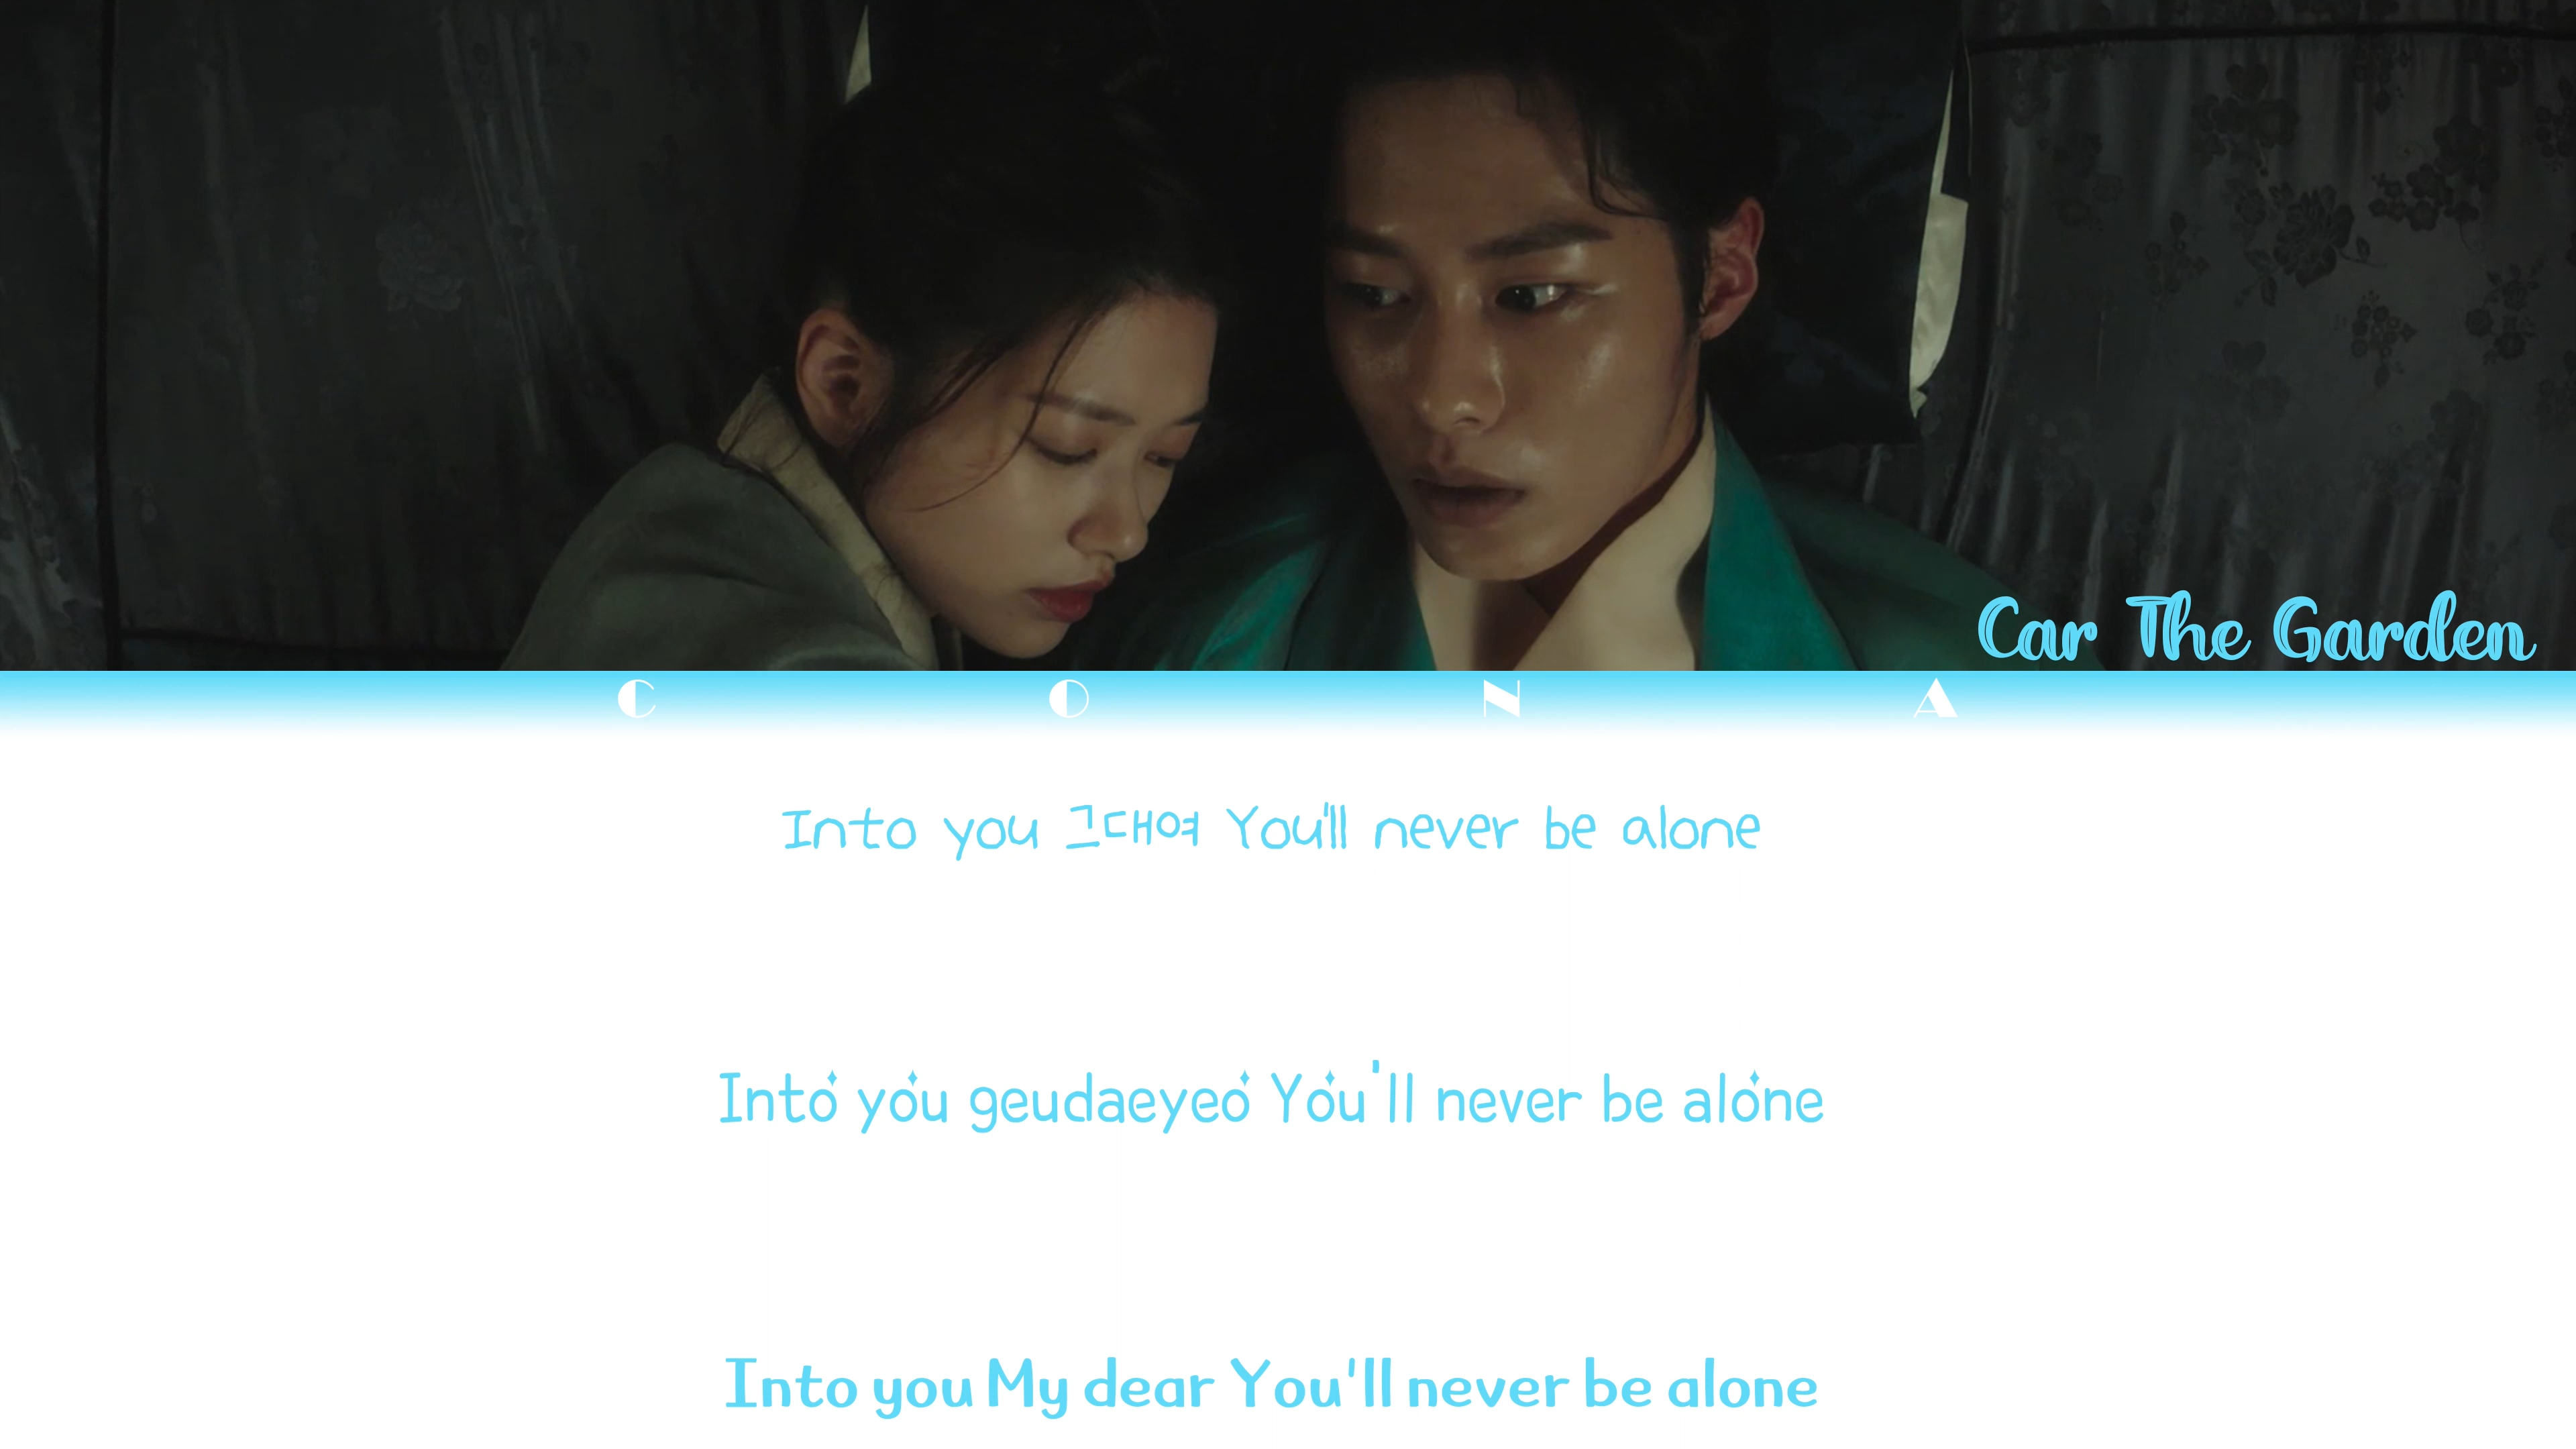 Car The Garden
C O N A
Into you 그대여 You'll never be alone
Into you geudaeyeo You'll never be alone
Into you My dear You'll never be alone